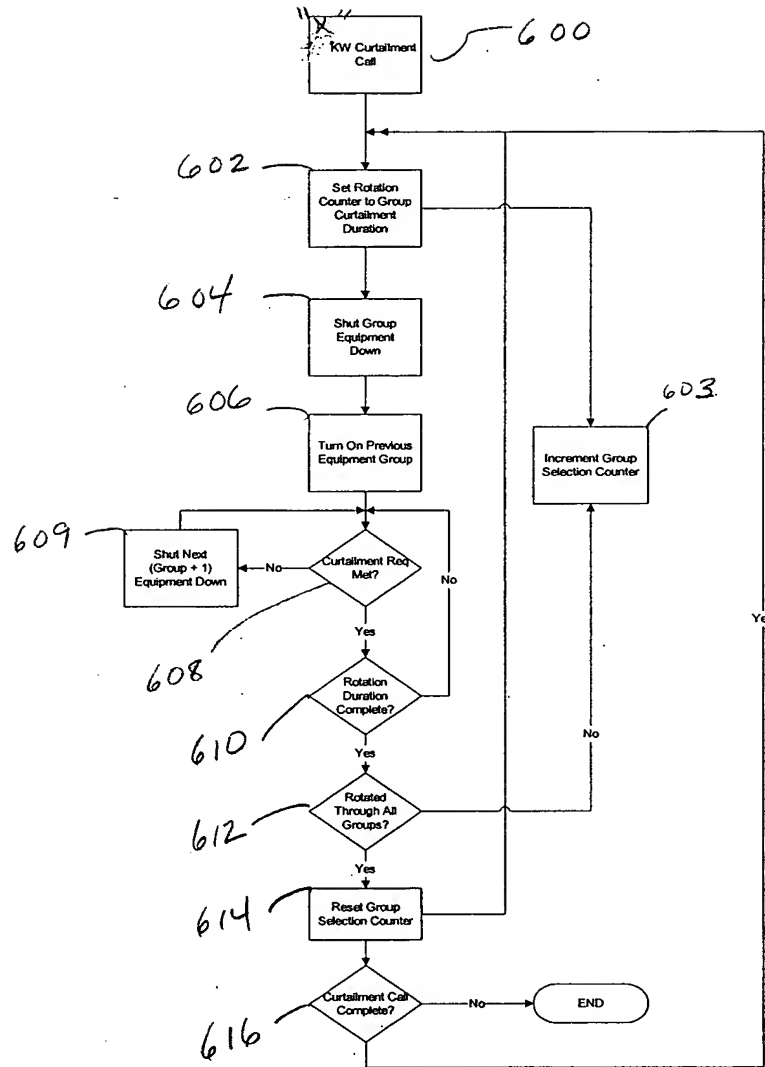 "X"
KW Curtailment
Call
600
602
Set Rotation
Counter to Group
Curtailment
Duration
604
Shut Group
Equipment
Down
606
Turn On Previous
Equipment Group
603
Increment Group
Selection Counter
609
Shut Next
(Group + 1)
Equipment Down
No
Curtailment Req
Met?
No
608
Yes
Rotation
Duration
Complete?
610
Yes
Ye
No
Rotated
Through All
Groups?
612
Yes
614
Reset Group
Selection Counter
Curtailment Call
Complete?
No
END
616